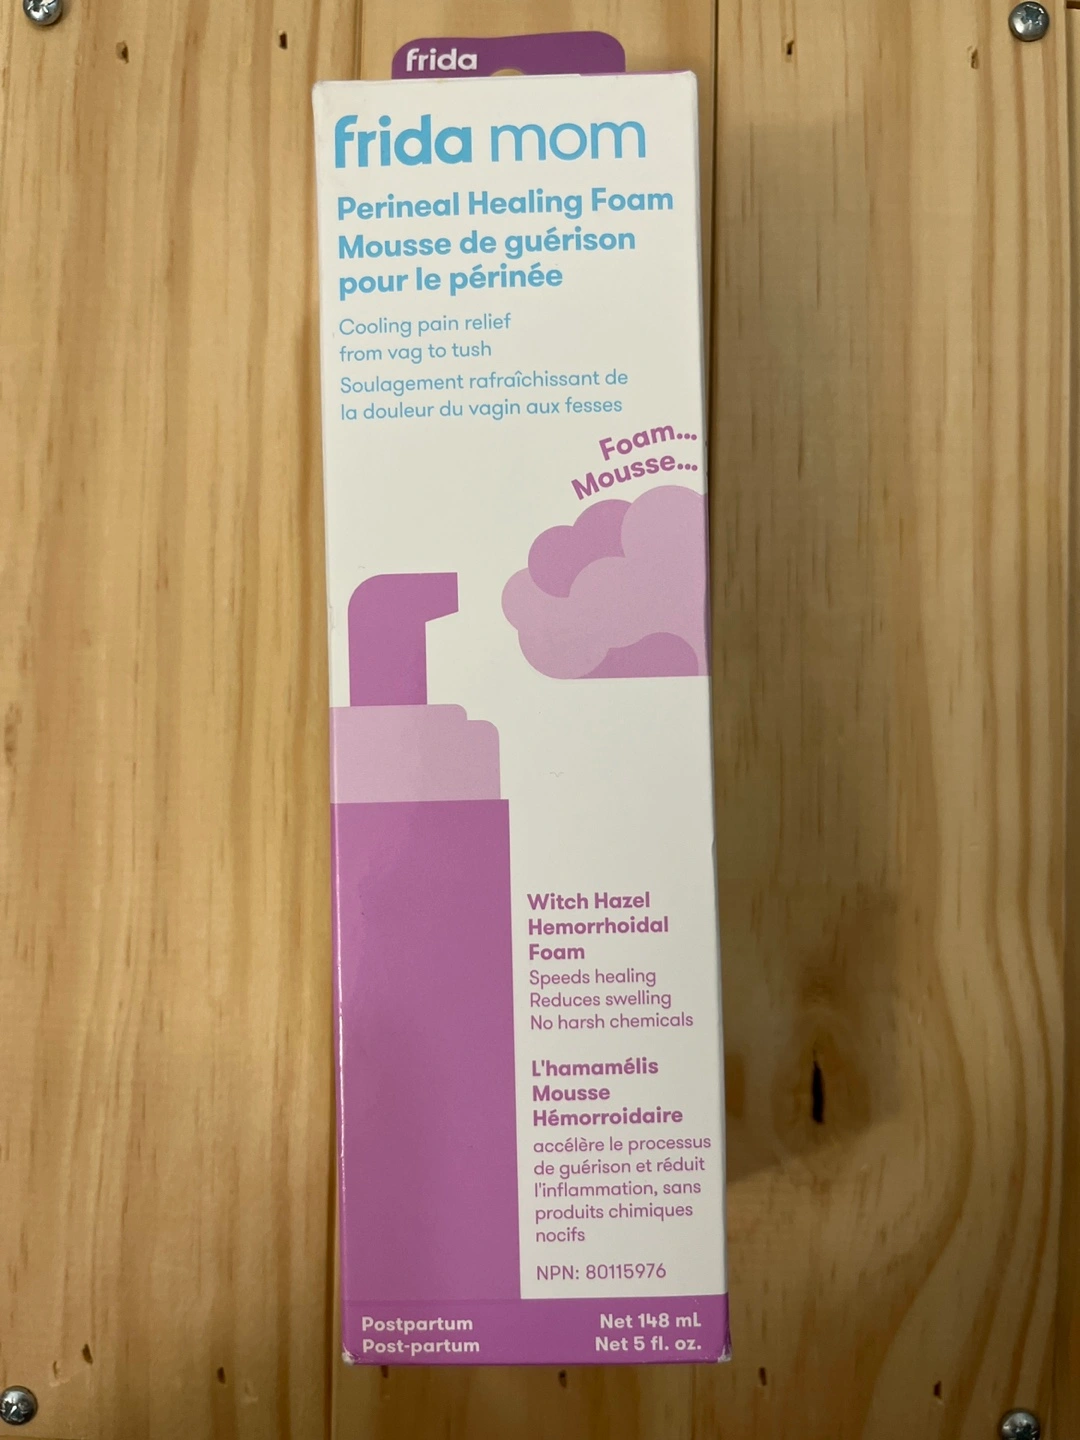 frida
frida mom
Perineal Healing Foam
Mousse de guérison
pour le périnée
Cooling pain relief
from vag to tush
Soulagement rafraîchissant de
la douleur du vagin aux fesses
Foam...
Mousse...
Witch Hazel
Hemorrhoidal
Foam
Speeds healing
Reduces swelling
No harsh chemicals
L'hamamélis
Mousse
Hémorroidaire
accélère le processus
de guérison et réduit
l'inflammation, sans
produits chimiques
nocifs
NPN: 80115976
Postpartum
Post-partum
Net 148 mL
Net 5 fl. oz.